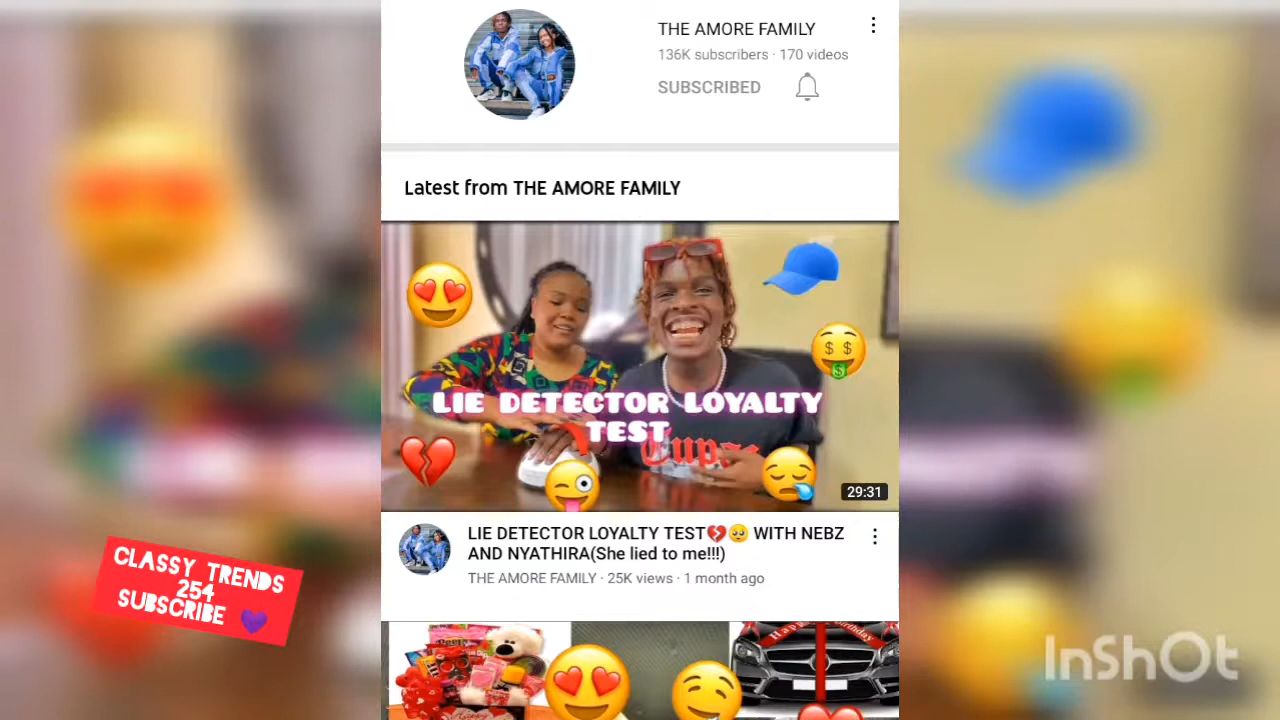 THE AMORE FAMILY
136K subscribers · 170 videos
SUBSCRIBED
Latest from THE AMORE FAMILY
LIE DETECTOR LOYALTY
TEST
29:31
LIE DETECTOR LOYALTY TEST💔🥺 WITH NEBZ
AND NYATHIRA(She lied to me!!!)
THE AMORE FAMILY · 25K views · 1 month ago
CLASSY TRENDS
254
SUBSCRIBE 💜
InShOt